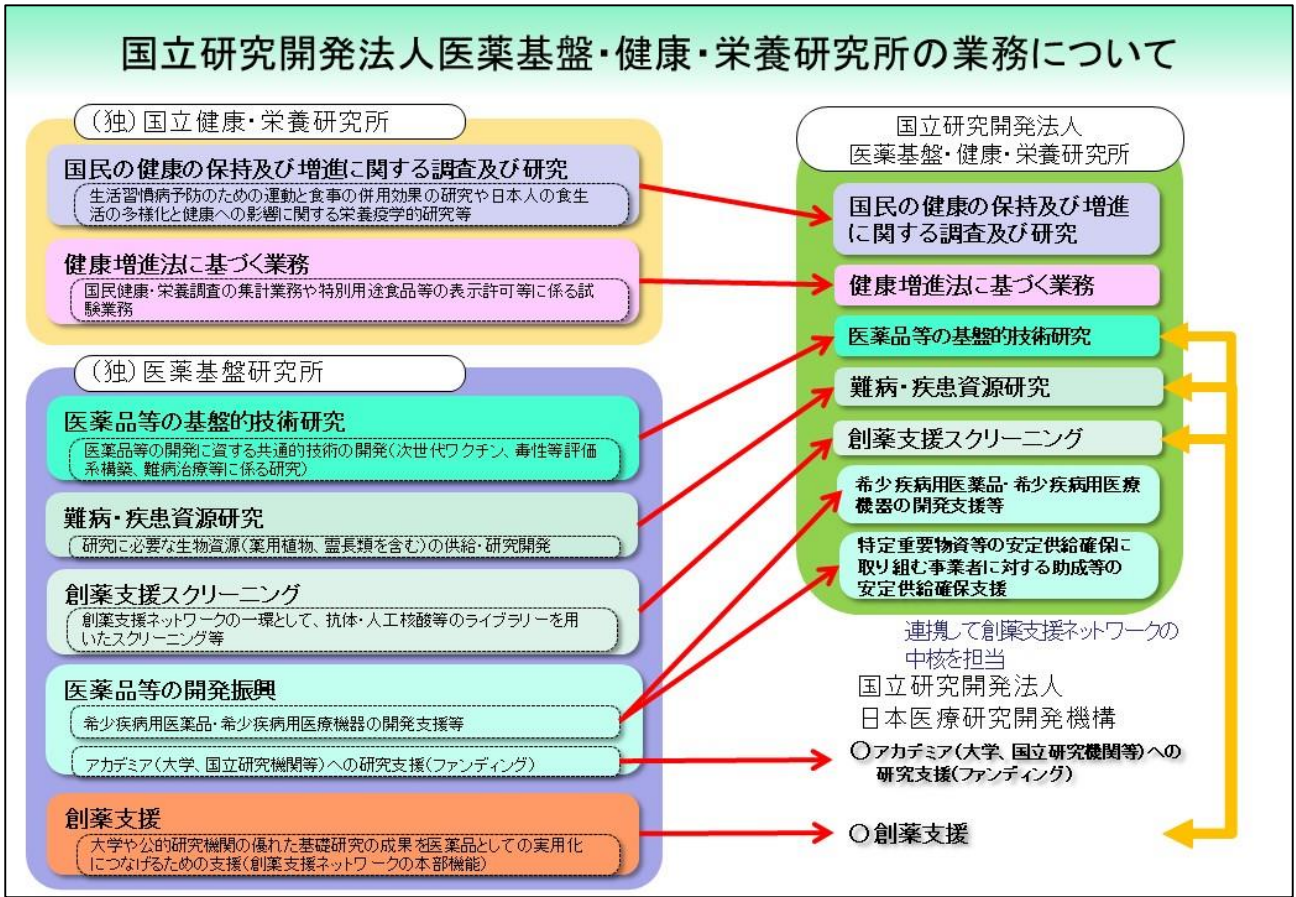 国立研究開発法人医薬基盤・健康・栄養研究所の業務について
(独)国立健康・栄養研究所
国民の健康の保持及び増進に関する調査及び研究
生活習慣病予防のための運動と食事の併用効果の研究や日本人の食生
活の多様化と健康への影響に関する栄養疫学的研究等
健康増進法に基づく業務
国民健康・栄養調査の集計業務や特別用途食品等の表示許可等に係る試
験業務
(独)医薬基盤研究所
医薬品等の基盤的技術研究
医薬品等の開発に資する共通的技術の開発(次世代ワクチン、毒性等評価
系構築、難病治療等に係る研究)
難病・疾患資源研究
研究に必要な生物資源(薬用植物、霊長類を含む)の供給・研究開発
創薬支援スクリーニング
創薬支援ネットワークの一環として、抗体・人工核酸等のライブラリーを用
いたスクリーニング等
医薬品等の開発振興
希少疾病用医薬品・希少疾病用医療機器の開発支援等
アカデミア(大学、国立研究機関等)への研究支援(ファンディング)
創薬支援
大学や公的研究機関の優れた基礎研究の成果を医薬品としての実用化
につなげるための支援(創薬支援ネットワークの本部機能)
国立研究開発法人
医薬基盤・健康・栄養研究所
国民の健康の保持及び増進
に関する調査及び研究
健康増進法に基づく業務
医薬品等の基盤的技術研究
難病・疾患資源研究
創薬支援スクリーニング
希少疾病用医薬品・希少疾病用医療
機器の開発支援等
特定重要物資等の安定供給確保に
取り組む事業者に対する助成等の
安定供給確保支援
連携して創薬支援ネットワークの
中核を担当
国立研究開発法人
日本医療研究開発機構
○アカデミア(大学、国立研究機関等)への
研究支援(ファンディング)
○創薬支援